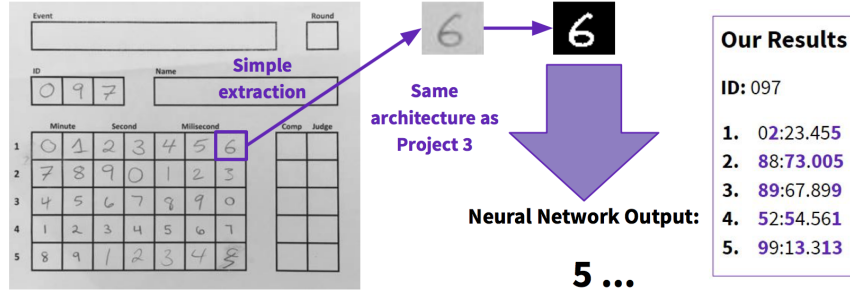 Event Round
ID Name
0 9 7
Minute Second Milisecond Comp Judge
1 0 1 2 3 4 5 6
2 7 8 9 0 1 2 3
3 4 5 6 7 8 9 0
4 1 2 3 4 5 6 7
5 8 9 1 2 3 4
Simple
extraction
6
6
Same
architecture as
Project 3
Neural Network Output:
5 ...
Our Results
ID: 097
1. 02:23.455
2. 88:73.005
3. 89:67.899
4. 52:54.561
5. 99:13.313